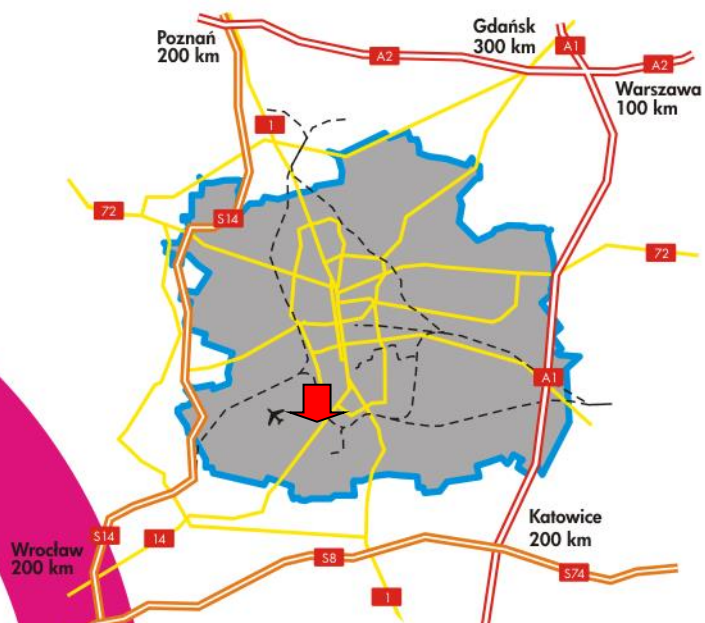 Poznań
200 km
Gdańsk
300 km
A1
A2
A2
Warszawa
100 km
1
72
S14
72
A1
Katowice
200 km
S14
14
Wrocław
200 km
S8
S74
1